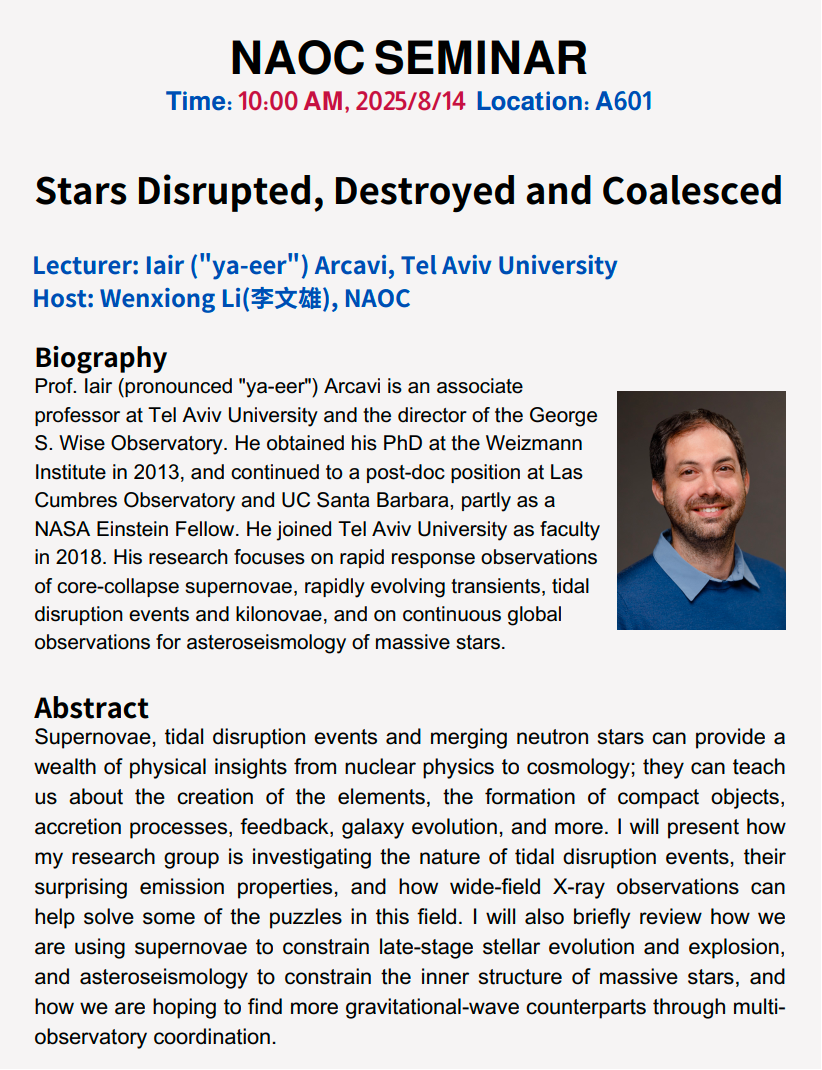 NAOC SEMINAR
Time: 10:00 AM, 2025/8/14 Location: A601
Stars Disrupted, Destroyed and Coalesced
Lecturer: Iair ("ya-eer") Arcavi, Tel Aviv University
Host: Wenxiong Li(李文雄), NAOC
Biography
Prof. Iair (pronounced "ya-eer") Arcavi is an associate
professor at Tel Aviv University and the director of the George
S. Wise Observatory. He obtained his PhD at the Weizmann
Institute in 2013, and continued to a post-doc position at Las
Cumbres Observatory and UC Santa Barbara, partly as a
NASA Einstein Fellow. He joined Tel Aviv University as faculty
in 2018. His research focuses on rapid response observations
of core-collapse supernovae, rapidly evolving transients, tidal
disruption events and kilonovae, and on continuous global
observations for asteroseismology of massive stars.
Abstract
Supernovae, tidal disruption events and merging neutron stars can provide a
wealth of physical insights from nuclear physics to cosmology; they can teach
us about the creation of the elements, the formation of compact objects,
accretion processes, feedback, galaxy evolution, and more. I will present how
my research group is investigating the nature of tidal disruption events, their
surprising emission properties, and how wide-field X-ray observations can
help solve some of the puzzles in this field. I will also briefly review how we
are using supernovae to constrain late-stage stellar evolution and explosion,
and asteroseismology to constrain the inner structure of massive stars, and
how we are hoping to find more gravitational-wave counterparts through multi-
observatory coordination.